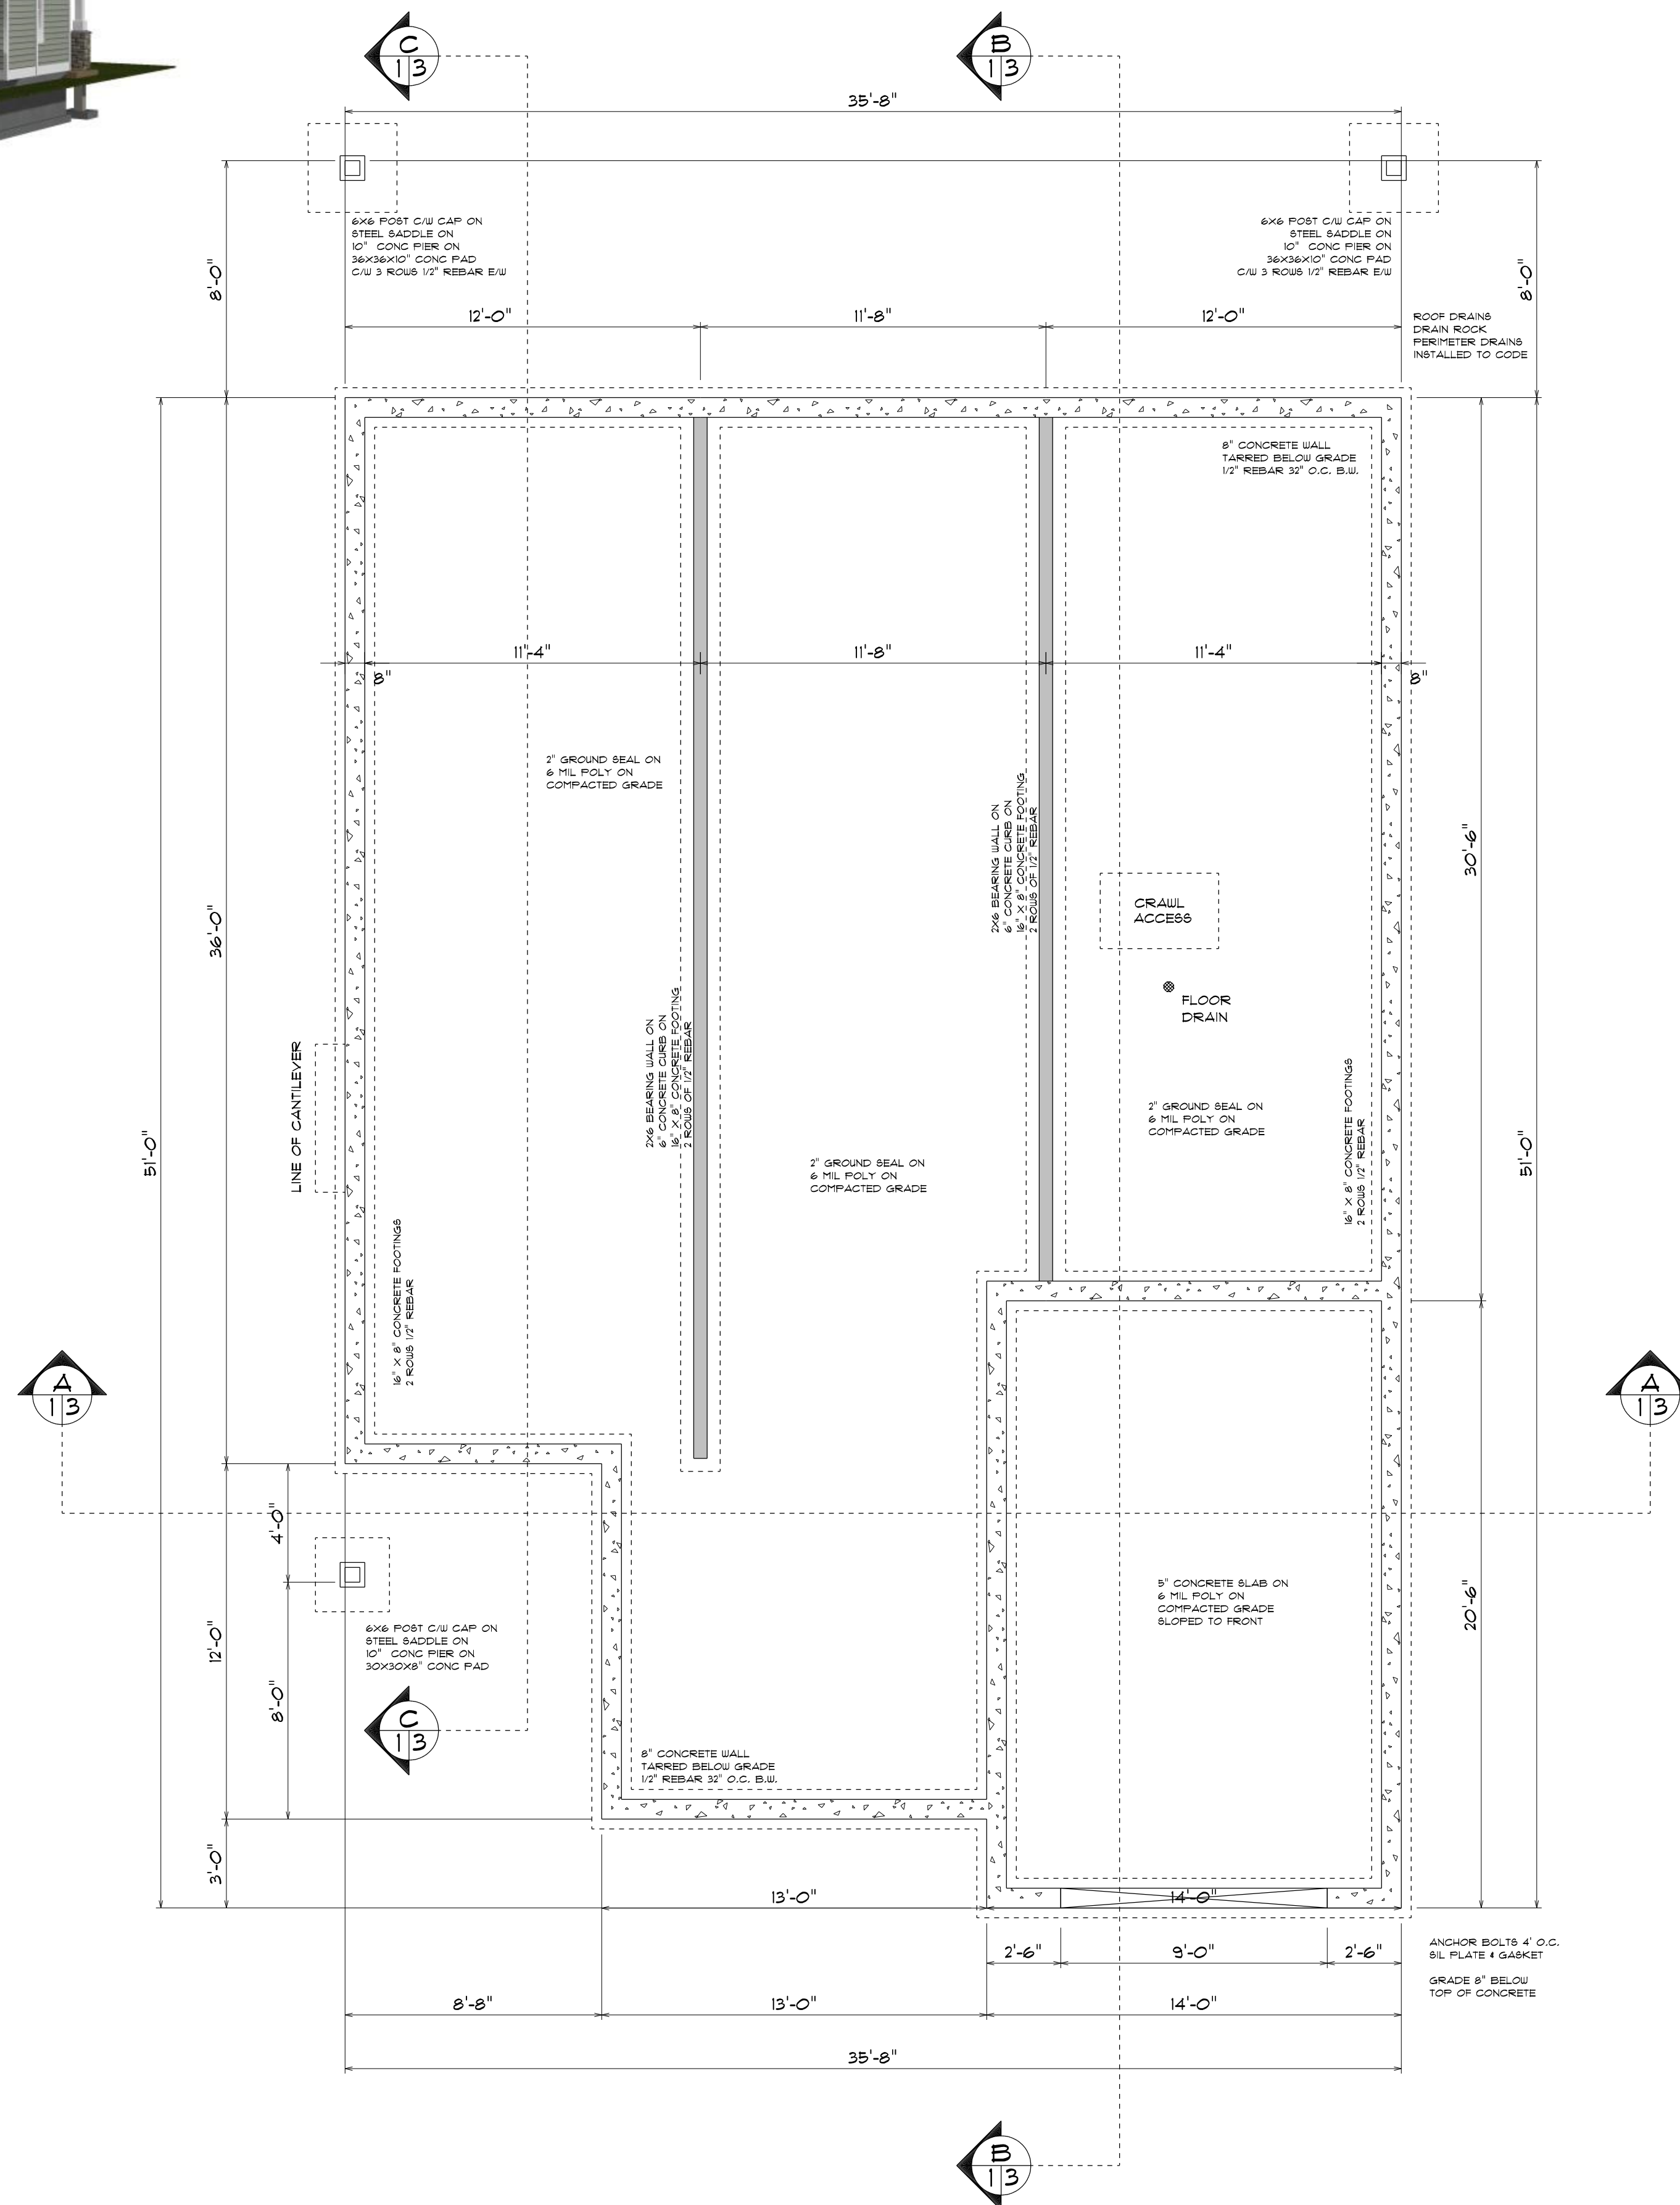 C
1 3
B
1 3
35'-8"
6X6 POST C/W CAP ON
STEEL SADDLE ON
10" CONC PIER ON
36X36X10" CONC PAD
C/W 3 ROWS 1/2" REBAR E/W
6X6 POST C/W CAP ON
STEEL SADDLE ON
10" CONC PIER ON
36X36X10" CONC PAD
C/W 3 ROWS 1/2" REBAR E/W
8'-0"
8'-0"
12'-0"
11'-8"
12'-0"
ROOF DRAINS
DRAIN ROCK
PERIMETER DRAINS
INSTALLED TO CODE
8" CONCRETE WALL
TARRED BELOW GRADE
1/2" REBAR 32" O.C. B.W.
11'-4"
11'-8"
11'-4"
8"
8"
2" GROUND SEAL ON
6 MIL POLY ON
COMPACTED GRADE
2X6 BEARING WALL ON
6" CONCRETE CURB ON
16" X 8" CONCRETE FOOTING
2 ROWS OF 1/2" REBAR
30'-6"
36'-0"
CRAWL
ACCESS
FLOOR
DRAIN
2X6 BEARING WALL ON
6" CONCRETE CURB ON
16" X 8" CONCRETE FOOTING
2 ROWS OF 1/2" REBAR
LINE OF CANTILEVER
2" GROUND SEAL ON
6 MIL POLY ON
COMPACTED GRADE
16" X 8" CONCRETE FOOTINGS
2 ROWS 1/2" REBAR
51'-0"
51'-0"
2" GROUND SEAL ON
6 MIL POLY ON
COMPACTED GRADE
16" X 8" CONCRETE FOOTINGS
2 ROWS 1/2" REBAR
A
1 3
A
1 3
4'-0"
5" CONCRETE SLAB ON
6 MIL POLY ON
COMPACTED GRADE
SLOPED TO FRONT
20'-6"
12'-0"
6X6 POST C/W CAP ON
STEEL SADDLE ON
10" CONC PIER ON
30X30X8" CONC PAD
8'-0"
C
1 3
8" CONCRETE WALL
TARRED BELOW GRADE
1/2" REBAR 32" O.C. B.W.
3'-0"
13'-0"
14'-0"
2'-6"
9'-0"
2'-6"
ANCHOR BOLTS 4' O.C.
SIL PLATE & GASKET
GRADE 8" BELOW
TOP OF CONCRETE
8'-8"
13'-0"
14'-0"
35'-8"
B
1 3